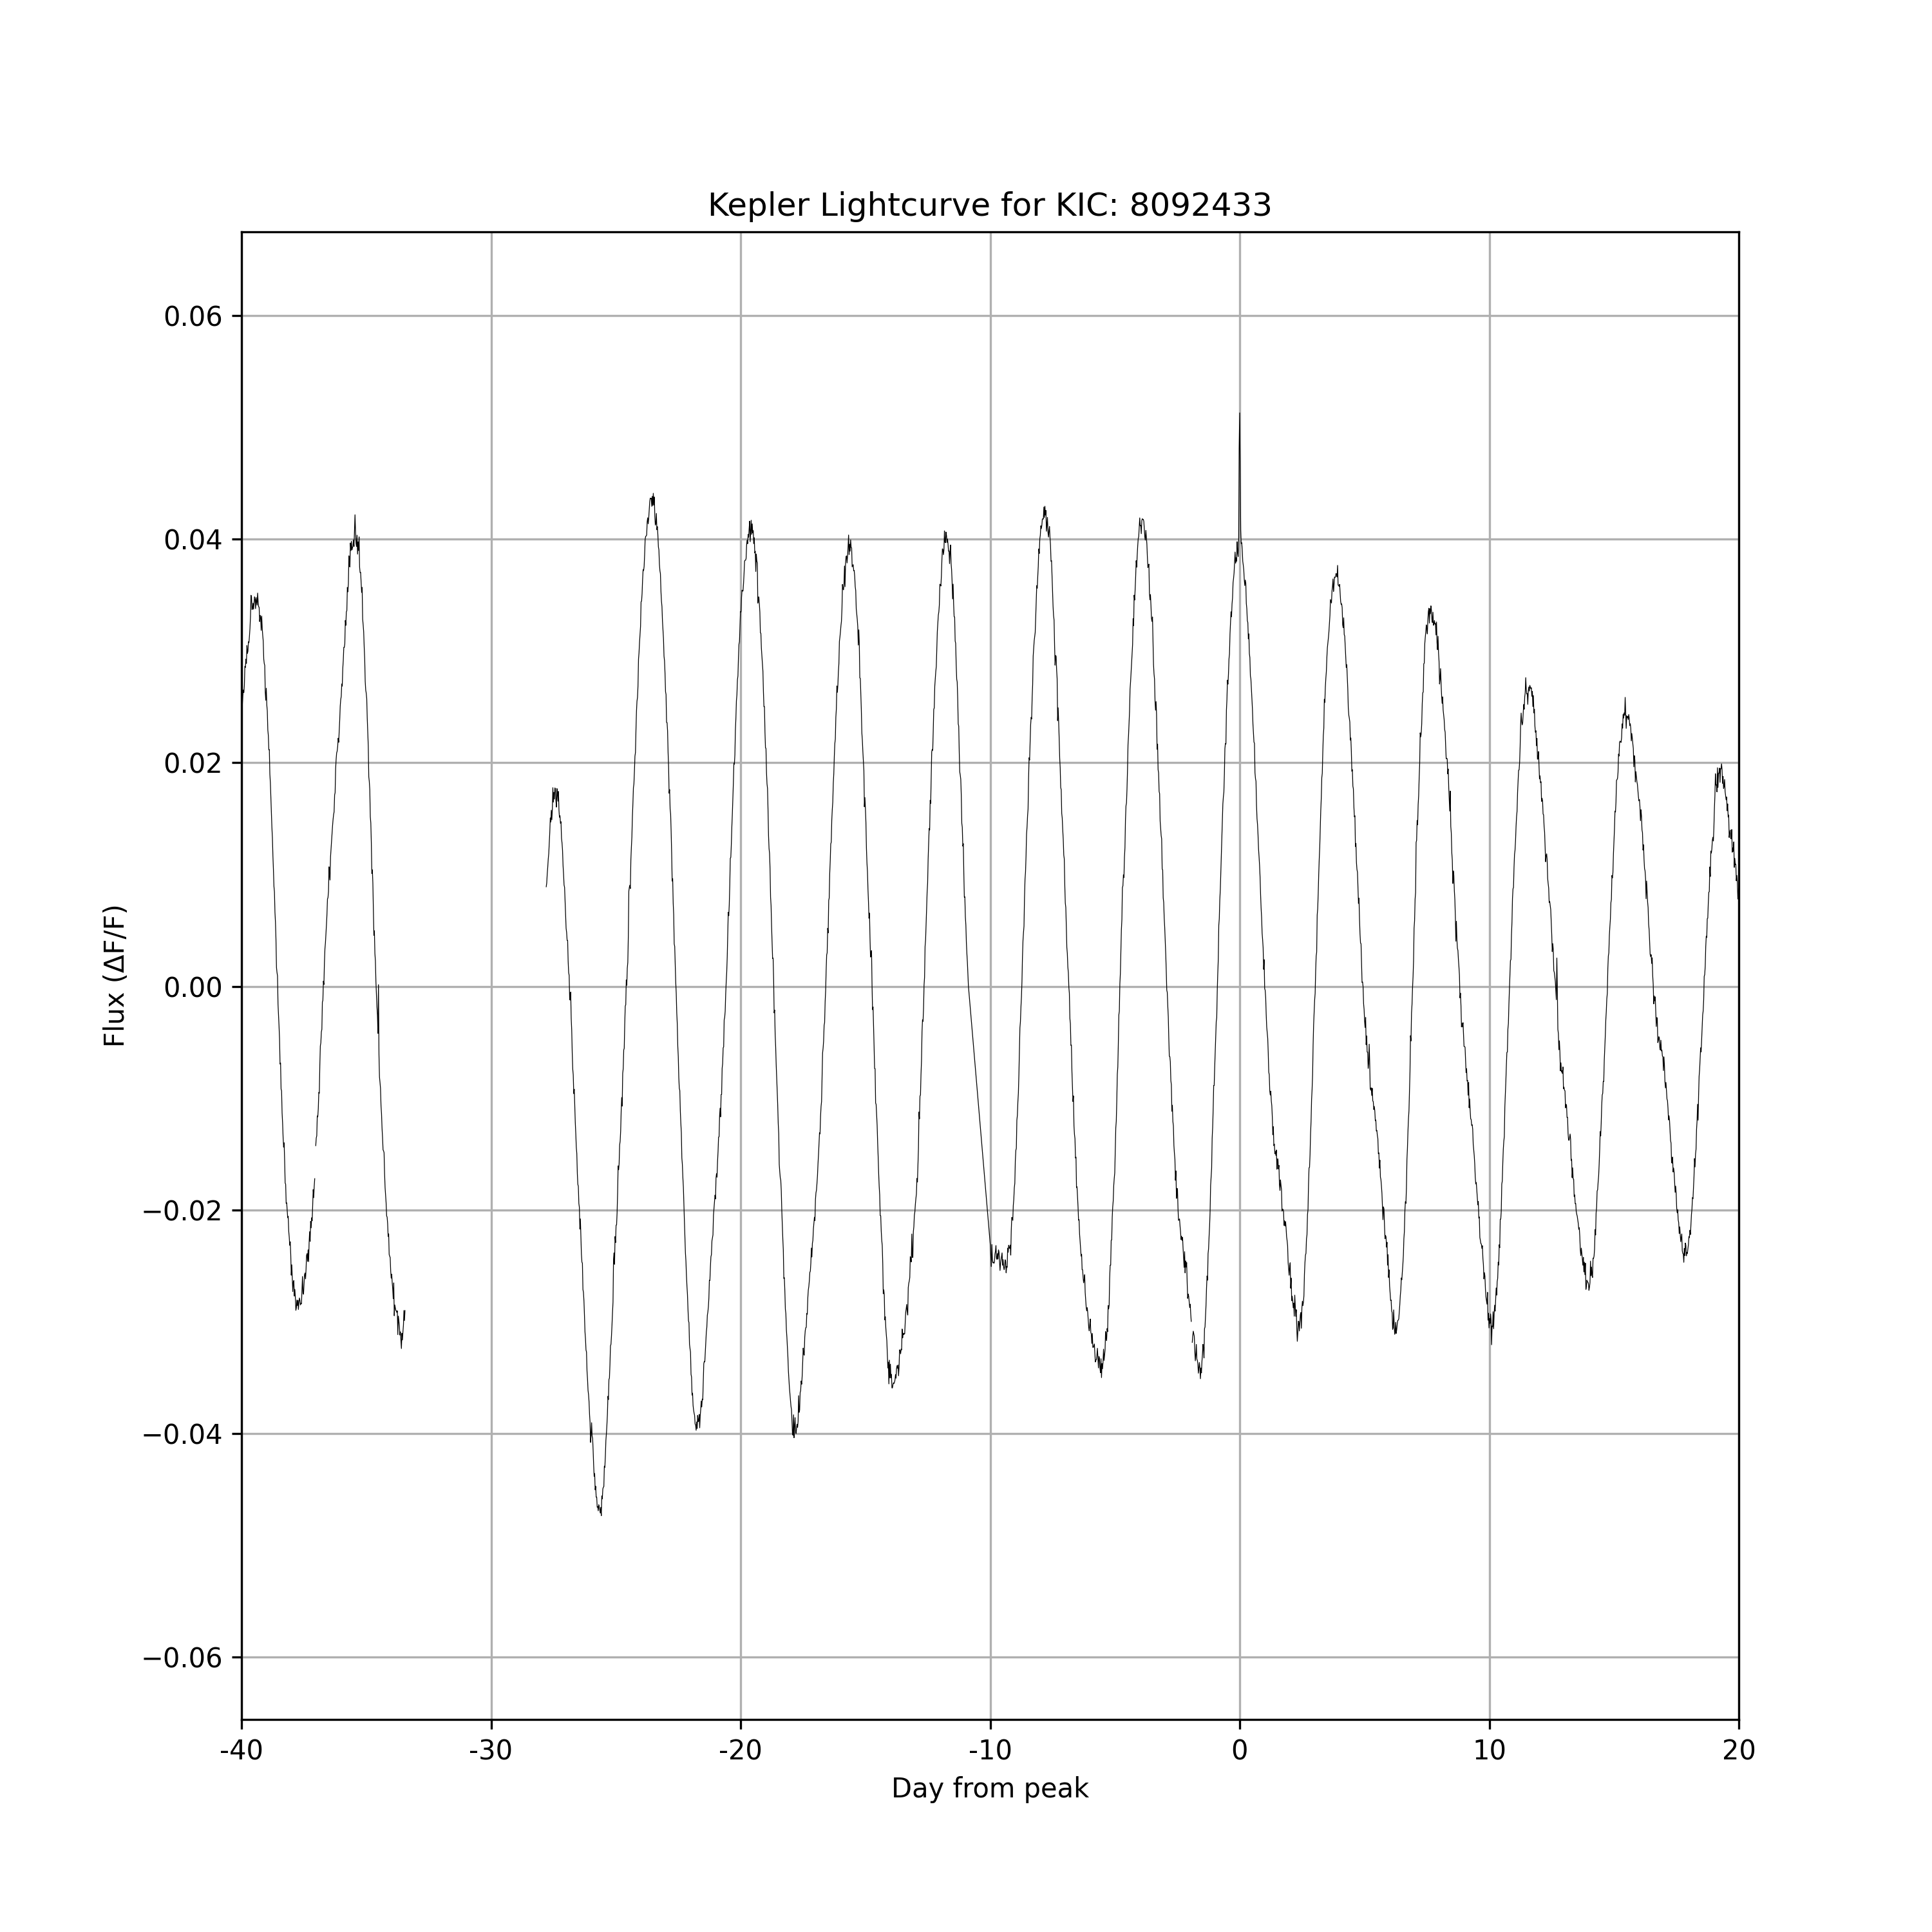 Kepler Lightcurve for KIC: 8092433
Flux (ΔF/F)
0.06
0.04
0.02
0.00
−0.02
−0.04
−0.06
-40 -30 -20 -10 0 10 20
Day from peak